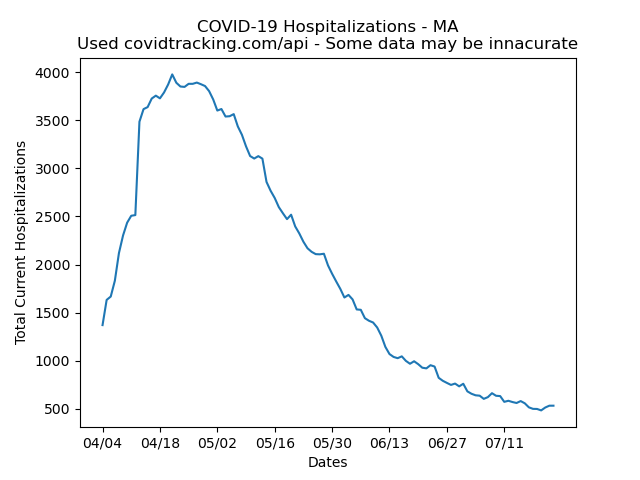 COVID-19 Hospitalizations - MA
Used covidtracking.com/api - Some data may be innacurate
Total Current Hospitalizations
4000
3500
3000
2500
2000
1500
1000
500
04/04 04/18 05/02 05/16 05/30 06/13 06/27 07/11
Dates